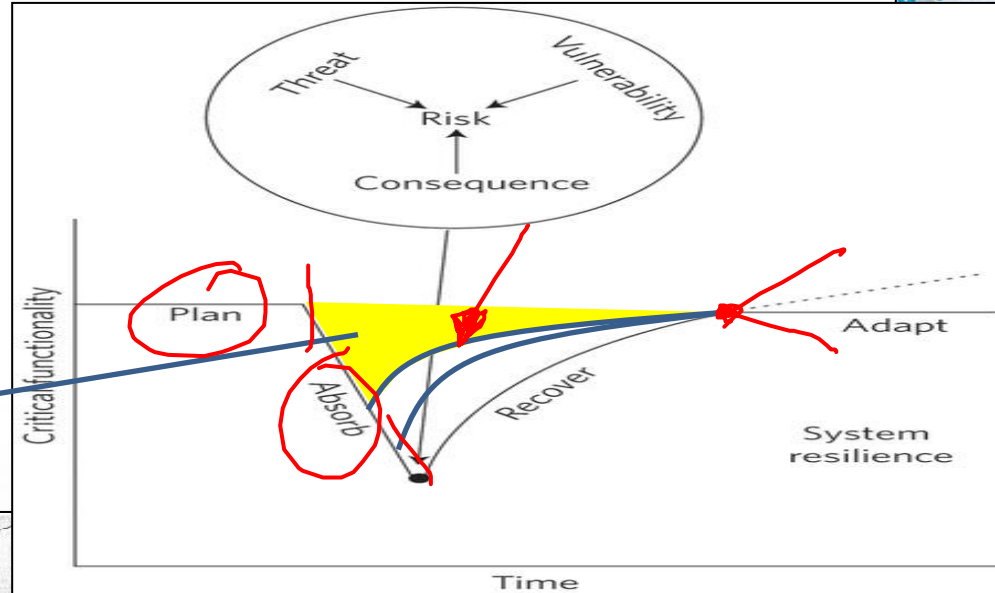 Threat
Vulnerability
Risk
Consequence
Critical functionality
Plan
Absorb
Recover
Adapt
System
resilience
Time